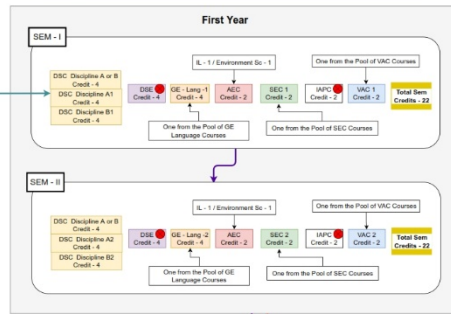 First Year
SEM - I
IL - 1 / Environment Sc - 1
One from the Pool of VAC Courses
DSC Discipline A or B
Credit - 4
DSC Discipline A1
Credit - 4
DSC Discipline B1
Credit - 4
DSE
Credit - 4
GE - Lang -1
Credit - 4
AEC
Credit - 2
SEC 1
Credit - 2
IAPC
Credit - 2
VAC 1
Credit - 2
Total Sem
Credits - 22
One from the Pool of GE
Language Courses
One from the Pool of SEC Courses
SEM - II
IL - 1 / Environment Sc - 1
One from the Pool of VAC Courses
DSC Discipline A or B
Credit - 4
DSC Discipline A2
Credit - 4
DSC Discipline B2
Credit - 4
DSE
Credit - 4
GE - Lang -2
Credit - 4
AEC
Credit - 2
SEC 2
Credit - 2
IAPC
Credit - 2
VAC 2
Credit - 2
Total Sem
Credits - 22
One from the Pool of GE
Language Courses
One from the Pool of SEC Courses